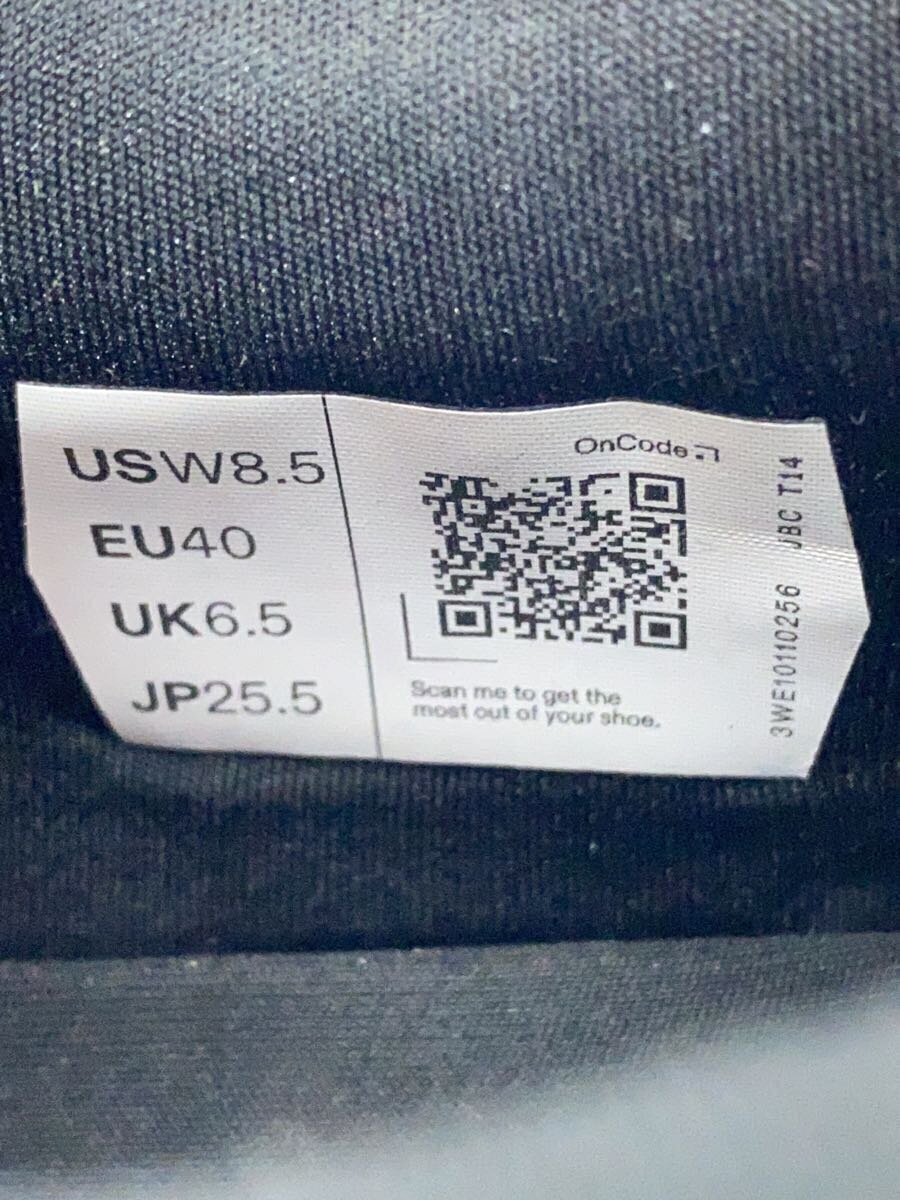 USW8.5
EU40
UK6.5
JP25.5
OnCode
Scan me to get the
most out of your shoe.
3WE10110256 JBC T14